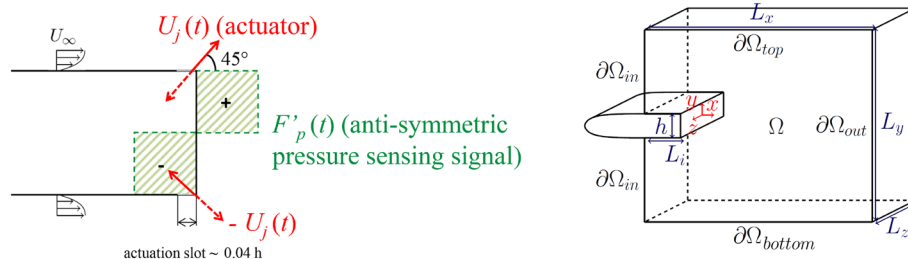 U∞
U_j(t) (actuator)
45°
+
F'_p(t) (anti-symmetric
pressure sensing signal)
-
- U_j(t)
actuation slot ~ 0.04 h
L_x
∂Ω_top
∂Ω_in
y
x
z
h
L_i
Ω
∂Ω_out
L_y
∂Ω_in
L_z
∂Ω_bottom